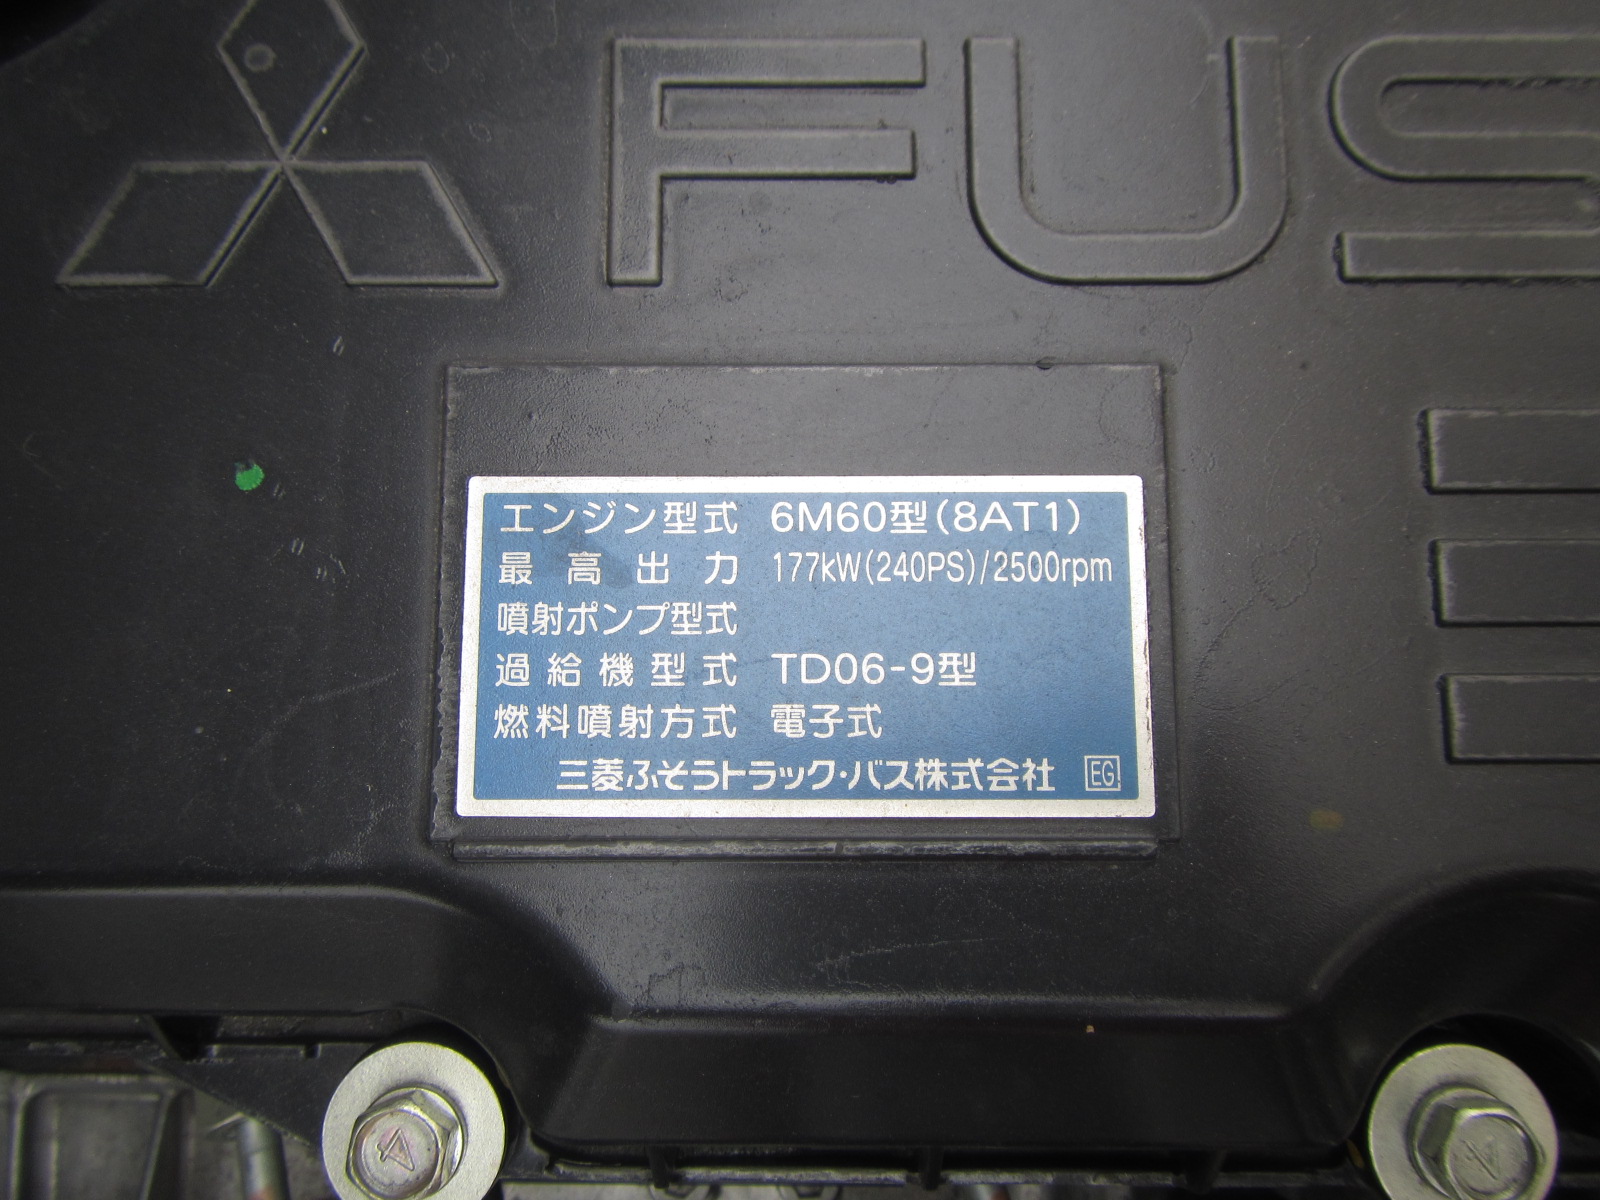 FUS
エンジン型式 6M60型(8AT1)
最高出力 177kW(240PS)/2500rpm
噴射ポンプ型式
過給機型式 TD06-9型
燃料噴射方式 電子式
三菱ふそうトラック・バス株式会社 EG
4